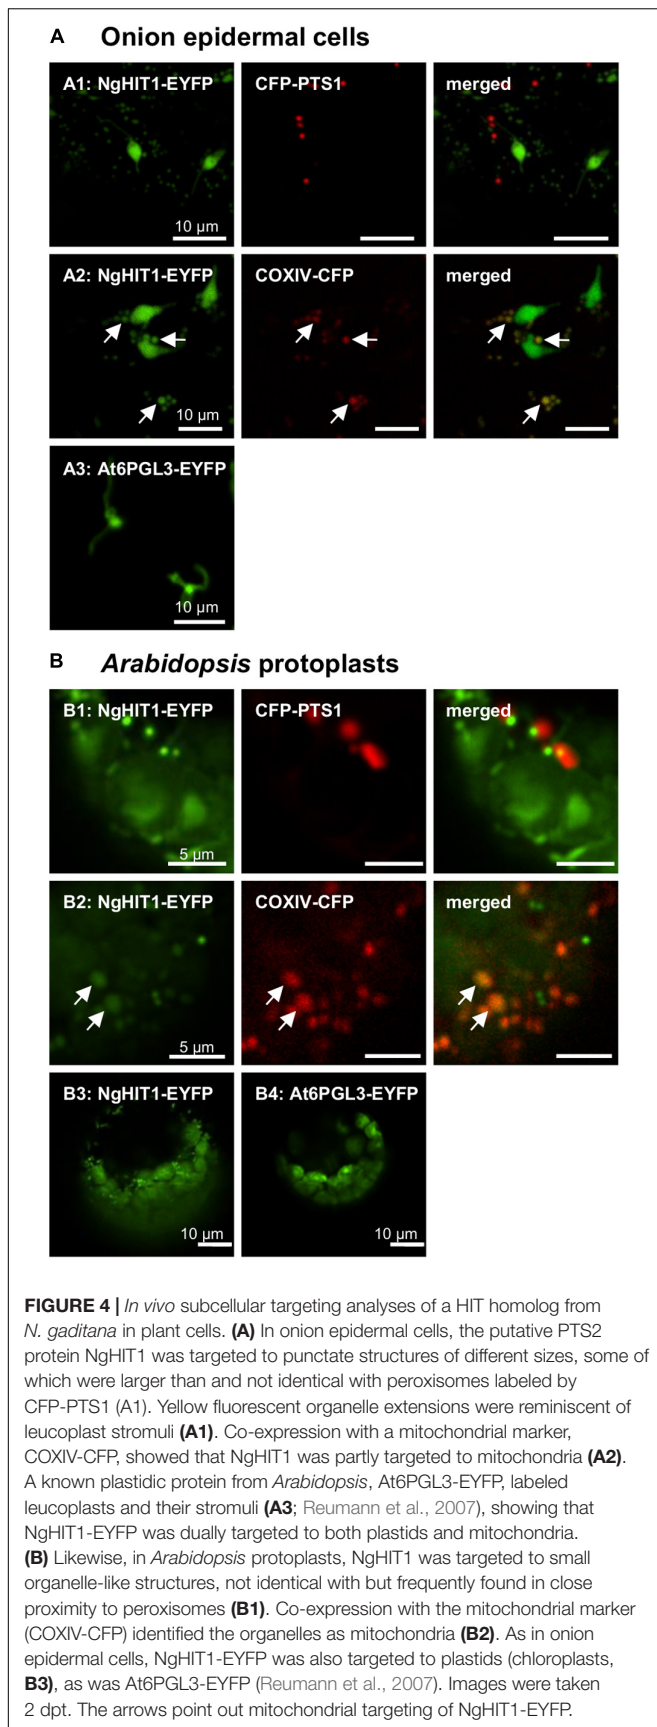 A Onion epidermal cells
A1: NgHIT1-EYFP CFP-PTS1 merged
10 µm
A2: NgHIT1-EYFP COXIV-CFP merged
10 µm
A3: At6PGL3-EYFP
10 µm
B Arabidopsis protoplasts
B1: NgHIT1-EYFP CFP-PTS1 merged
5 µm
B2: NgHIT1-EYFP COXIV-CFP merged
5 µm
B3: NgHIT1-EYFP B4: At6PGL3-EYFP
10 µm 10 µm
FIGURE 4 | In vivo subcellular targeting analyses of a HIT homolog from
N. gaditana in plant cells. (A) In onion epidermal cells, the putative PTS2
protein NgHIT1 was targeted to punctate structures of different sizes, some of
which were larger than and not identical with peroxisomes labeled by
CFP-PTS1 (A1). Yellow fluorescent organelle extensions were reminiscent of
leucoplast stromuli (A1). Co-expression with a mitochondrial marker,
COXIV-CFP, showed that NgHIT1 was partly targeted to mitochondria (A2).
A known plastidic protein from Arabidopsis, At6PGL3-EYFP, labeled
leucoplasts and their stromuli (A3; Reumann et al., 2007), showing that
NgHIT1-EYFP was dually targeted to both plastids and mitochondria.
(B) Likewise, in Arabidopsis protoplasts, NgHIT1 was targeted to small
organelle-like structures, not identical with but frequently found in close
proximity to peroxisomes (B1). Co-expression with the mitochondrial marker
(COXIV-CFP) identified the organelles as mitochondria (B2). As in onion
epidermal cells, NgHIT1-EYFP was also targeted to plastids (chloroplasts,
B3), as was At6PGL3-EYFP (Reumann et al., 2007). Images were taken
2 dpt. The arrows point out mitochondrial targeting of NgHIT1-EYFP.